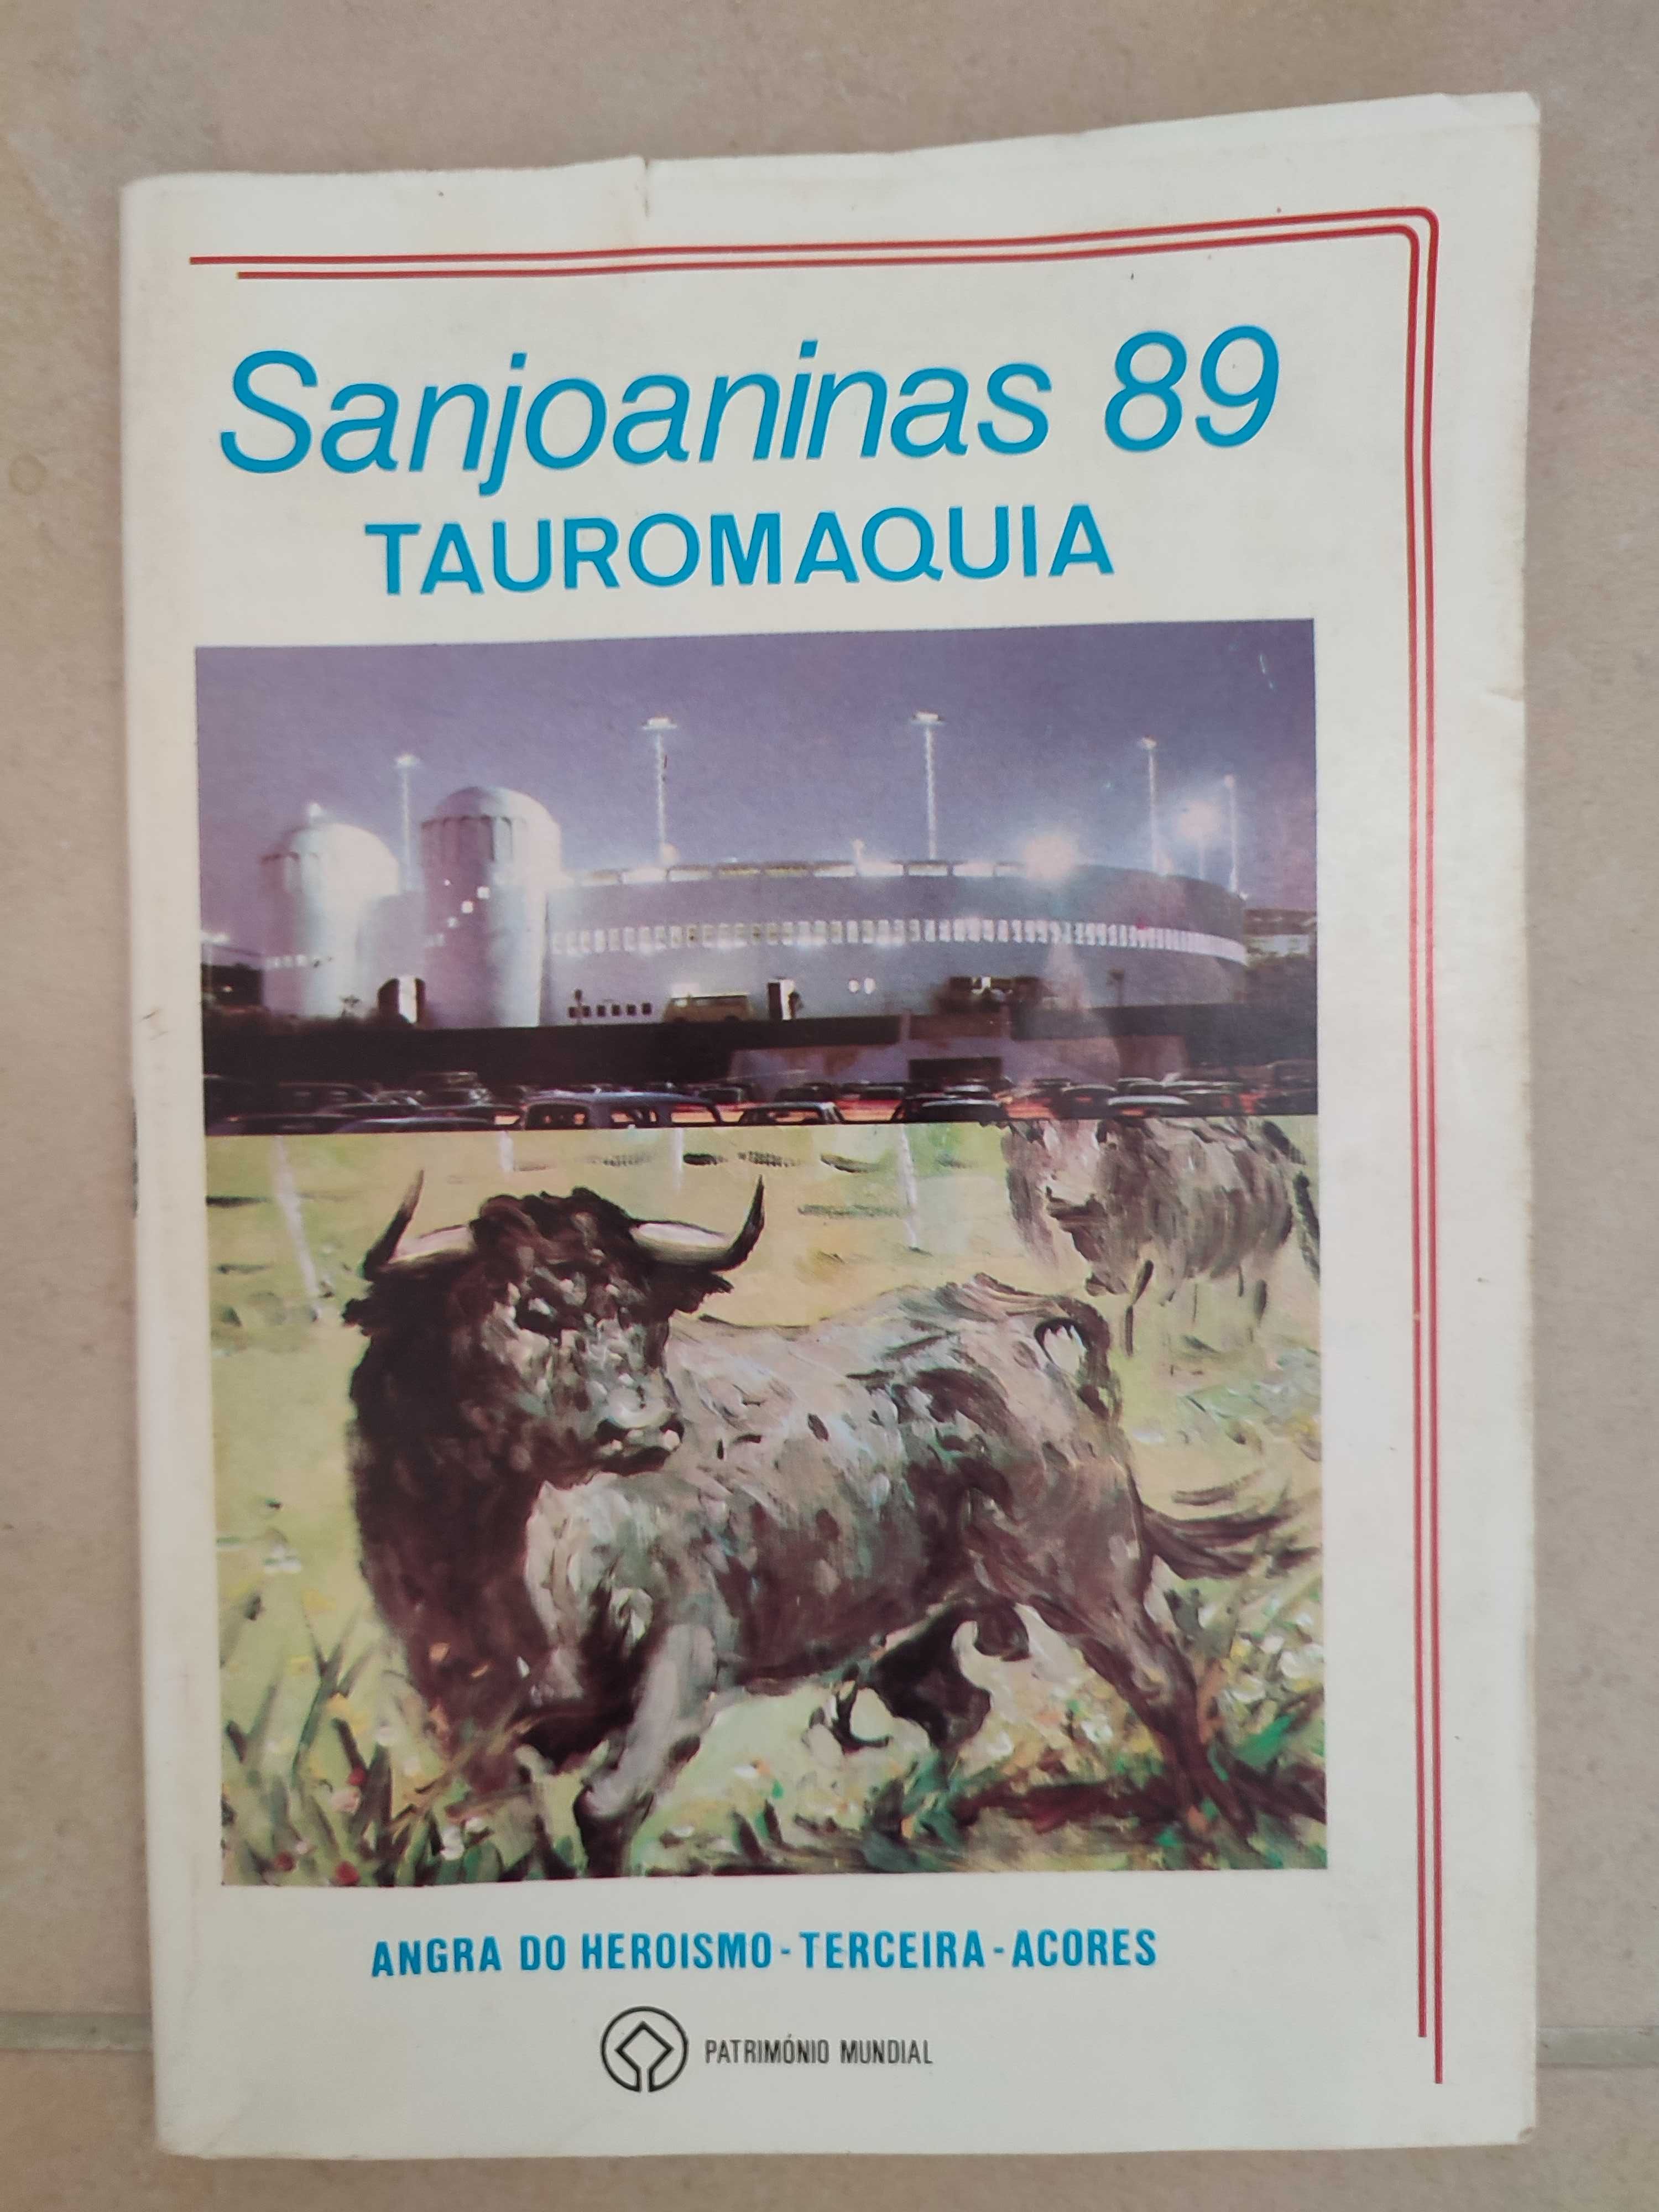 Sanjoaninas 89
TAUROMAQUIA
ANGRA DO HEROISMO - TERCEIRA - ACORES
PATRIMÓNIO MUNDIAL